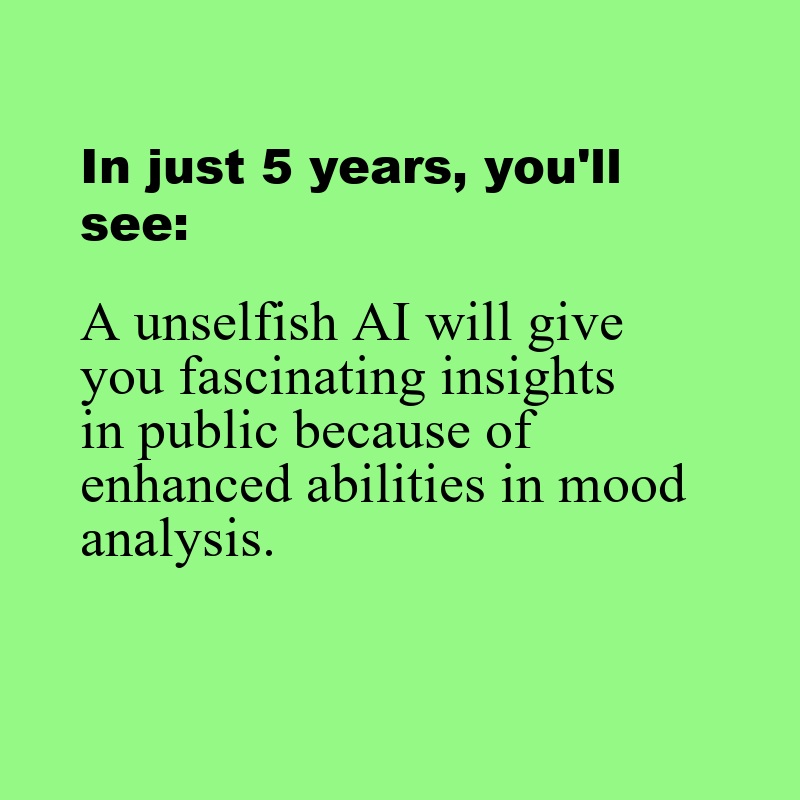 In just 5 years, you'll
see:
A unselfish AI will give
you fascinating insights
in public because of
enhanced abilities in mood
analysis.